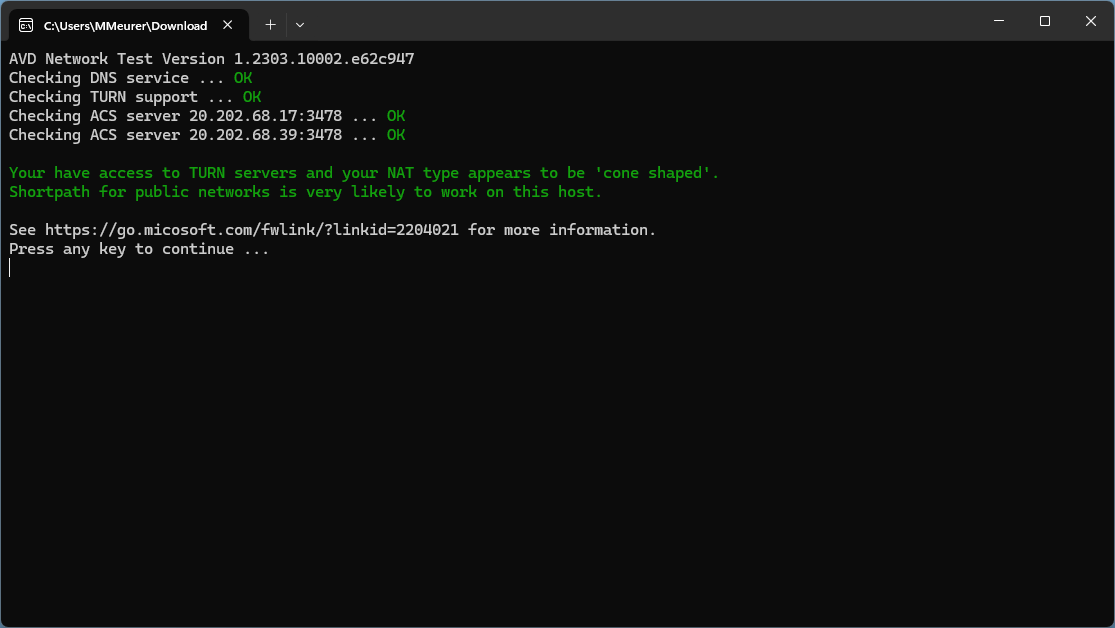 C:\Users\MMeurer\Download
AVD Network Test Version 1.2303.10002.e62c947
Checking DNS service ... OK
Checking TURN support ... OK
Checking ACS server 20.202.68.17:3478 ... OK
Checking ACS server 20.202.68.39:3478 ... OK
Your have access to TURN servers and your NAT type appears to be 'cone shaped'.
Shortpath for public networks is very likely to work on this host.
See https://go.micosoft.com/fwlink/?linkid=2204021 for more information.
Press any key to continue ...